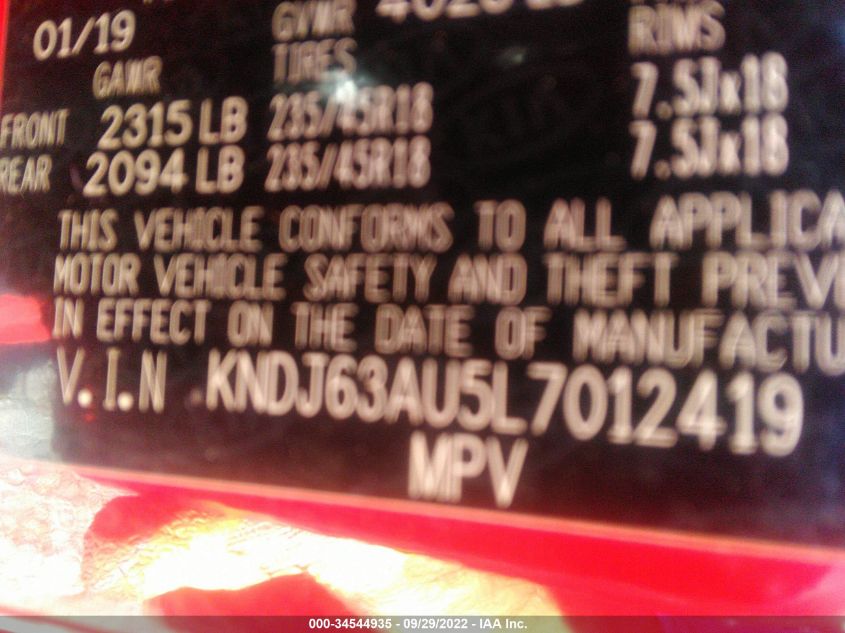 01/19 GVWR
GAWR TIRES RIMS
FRONT 2315 LB 235/45R18 7.5Jx18
REAR 2094 LB 235/45R18 7.5Jx18
THIS VEHICLE CONFORMS TO ALL APPLICA
MOTOR VEHICLE SAFETY AND THEFT PREVE
IN EFFECT ON THE DATE OF MANUFACTU
V.I.N KNDJ63AU5L7012419
MPV
000-34544935 - 09/29/2022 - IAA Inc.